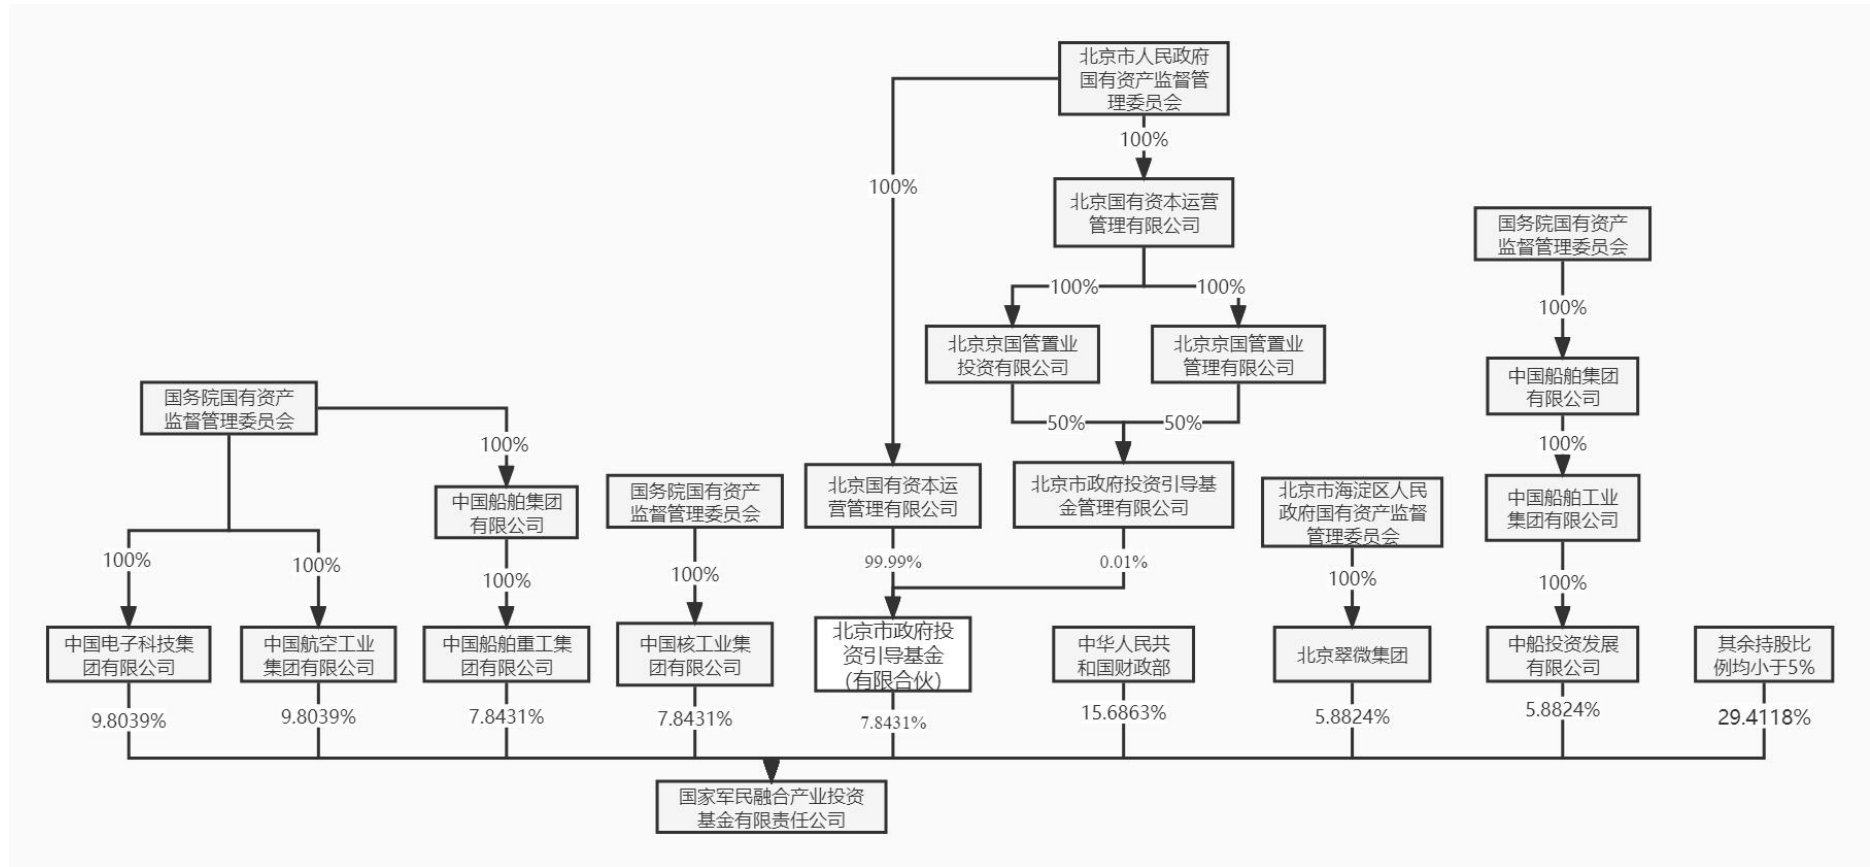 北京市人民政府
国有资产监督管
理委员会
100%
100%
北京国有资本运营
管理有限公司
国务院国有资产
监督管理委员会
100%
100%
100%
北京京国管置业
投资有限公司
北京京国管置业
管理有限公司
中国船舶集团
有限公司
国务院国有资产
监督管理委员会
50%
50%
100%
100%
北京国有资本运
营管理有限公司
北京市政府投资引导基
金管理有限公司
中国船舶集团
有限公司
国务院国有资产
监督管理委员会
北京市海淀区人民
政府国有资产监督
管理委员会
中国船舶工业
集团有限公司
100%
100%
100%
100%
99.99%
0.01%
100%
100%
中国电子科技集
团有限公司
中国航空工业
集团有限公司
中国船舶重工集
团有限公司
中国核工业集
团有限公司
北京市政府投
资引导基金
（有限合伙）
中华人民共
和国财政部
北京翠微集团
中船投资发展
有限公司
其余持股比
例均小于5%
9.8039%
9.8039%
7.8431%
7.8431%
7.8431%
15.6863%
5.8824%
5.8824%
29.4118%
国家军民融合产业投资
基金有限责任公司